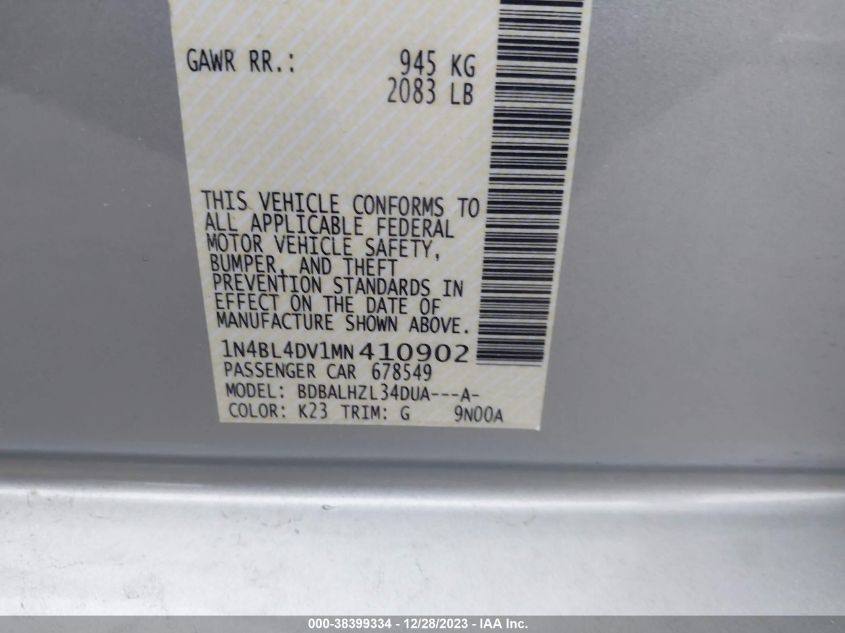 GAWR RR.: 945 KG
2083 LB
THIS VEHICLE CONFORMS TO
ALL APPLICABLE FEDERAL
MOTOR VEHICLE SAFETY,
BUMPER, AND THEFT
PREVENTION STANDARDS IN
EFFECT ON THE DATE OF
MANUFACTURE SHOWN ABOVE.
1N4BL4DV1MN410902
PASSENGER CAR 678549
MODEL: BDBALHZL34DUA---A-
COLOR: K23 TRIM: G 9N00A
000-38399334 - 12/28/2023 - IAA Inc.